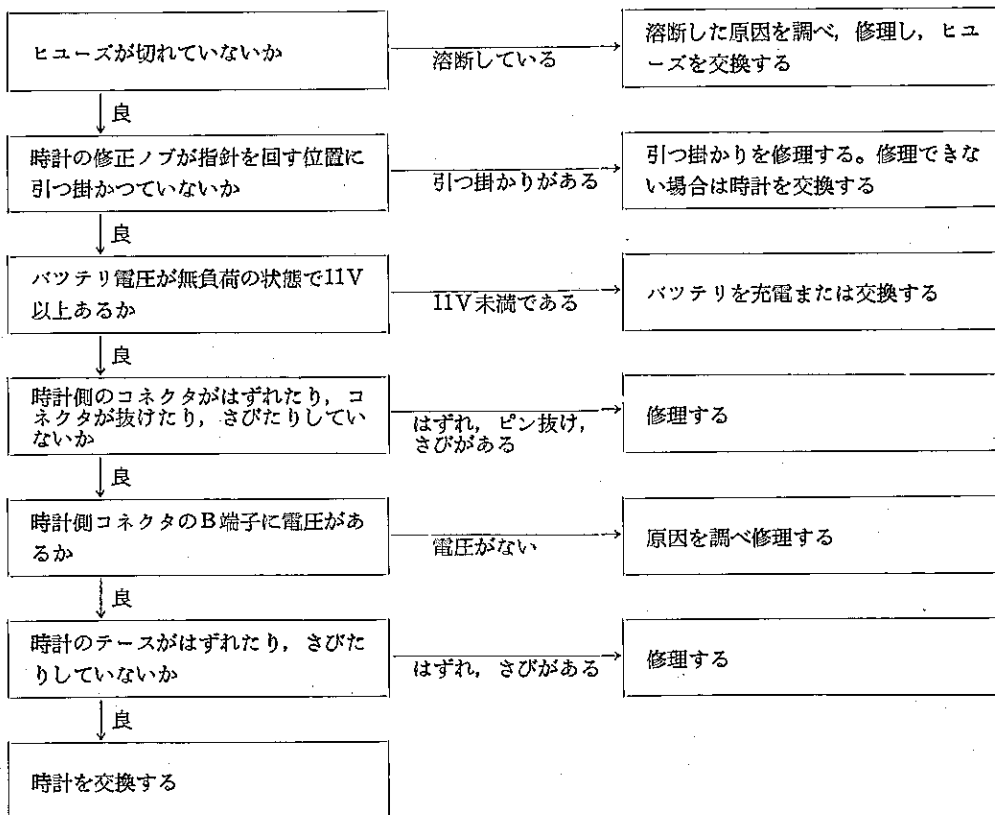 ヒユーズが切れていないか
溶断している
溶断した原因を調べ,修理し,ヒユ
ーズを交換する
良
時計の修正ノブが指針を回す位置に
引つ掛かつていないか
引つ掛かりがある
引つ掛かりを修理する。修理できな
い場合は時計を交換する
良
バツテリ電圧が無負荷の状態で11V
以上あるか
11V未満である
バツテリを充電または交換する
良
時計側のコネクタがはずれたり,コ
ネクタが抜けたり,さびたりしてい
ないか
はずれ,ピン抜け,
さびがある
修理する
良
時計側コネクタのB端子に電圧があ
るか
電圧がない
原因を調べ修理する
良
時計のテースがはずれたり,さびた
りしていないか
はずれ,さびがある
修理する
良
時計を交換する